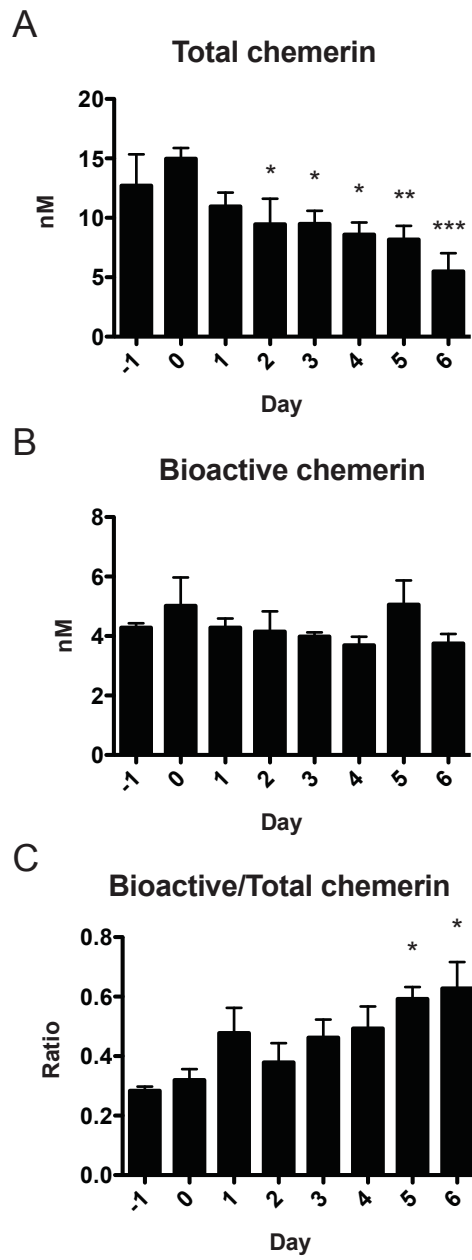 A
Total chemerin
20
15
10
5
0
nM
* * * ** ***
-1 0 1 2 3 4 5 6
Day
B
Bioactive chemerin
8
6
4
2
0
nM
-1 0 1 2 3 4 5 6
Day
C
Bioactive/Total chemerin
0.8
0.6
0.4
0.2
0.0
Ratio
* *
-1 0 1 2 3 4 5 6
Day